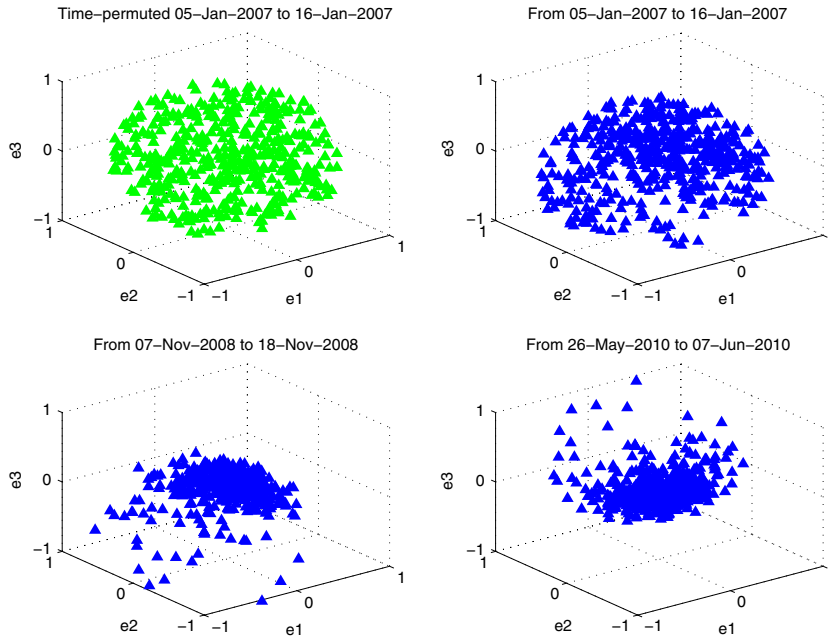 Time−permuted 05−Jan−2007 to 16−Jan−2007
1
0
−1
e3
1
0
−1
e2
−1
0
1
e1
From 05−Jan−2007 to 16−Jan−2007
1
0
−1
e3
1
0
−1
e2
−1
0
1
e1
From 07−Nov−2008 to 18−Nov−2008
1
0
−1
e3
1
0
−1
e2
−1
0
1
e1
From 26−May−2010 to 07−Jun−2010
1
0
−1
e3
1
0
−1
e2
−1
0
1
e1